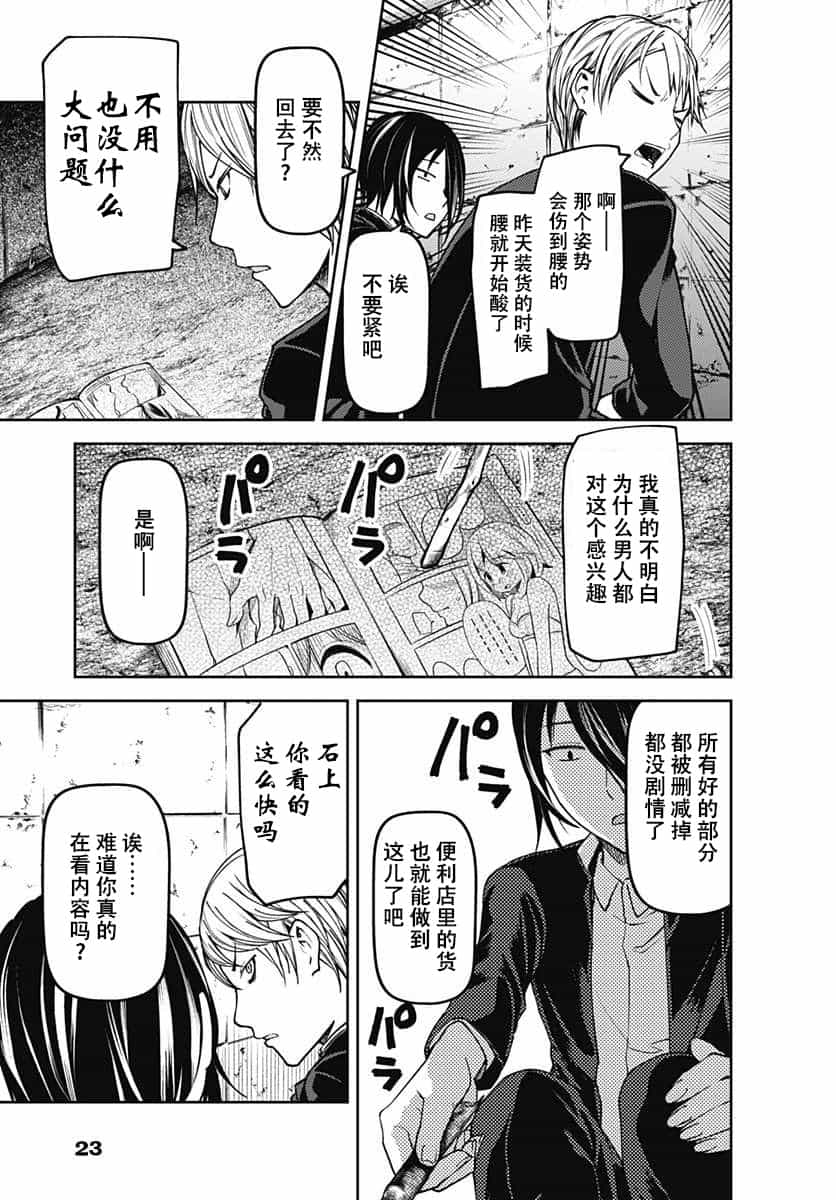 啊——
那个姿势
会伤到腰的
昨天装货的时候
腰就开始酸了
诶
不要紧吧
要不然
回去了?
不用
也没什么
大问题
我真的不明白
为什么男人都
对这个感兴趣
パラ
パラ
是啊——
所有好的部分
都被删减掉
都没剧情了
便利店里的货
也就能做到
这儿了吧
パラ
パラ
石上
你看的
这么快吗
诶……
难道你真的
在看内容吗?
23